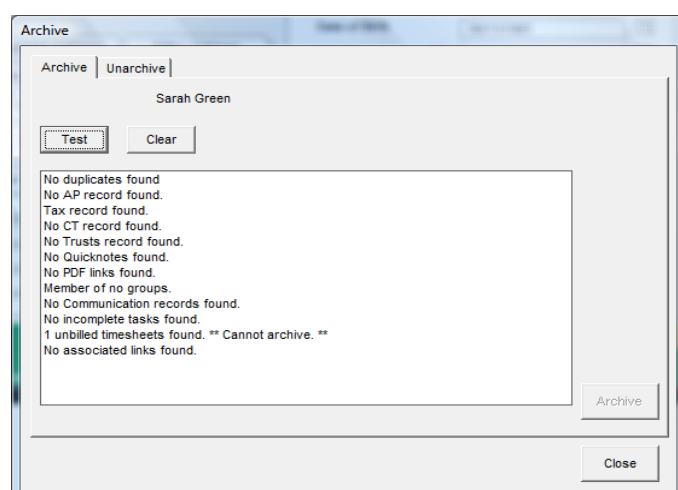 Archive
Archive
Unarchive
Sarah Green
Test
Clear
No duplicates found
No AP record found.
Tax record found.
No CT record found.
No Trusts record found.
No Quicknotes found.
No PDF links found.
Member of no groups.
No Communication records found.
No incomplete tasks found.
1 unbilled timesheets found. ** Cannot archive. **
No associated links found.
Archive
Close